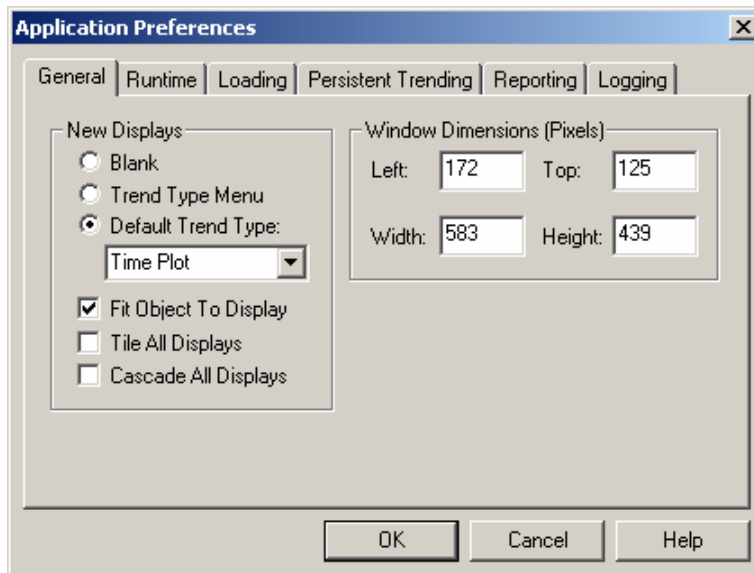 Application Preferences
General Runtime Loading Persistent Trending Reporting Logging
New Displays
Blank
Trend Type Menu
Default Trend Type:
Time Plot
Fit Object To Display
Tile All Displays
Cascade All Displays
Window Dimensions (Pixels)
Left: 172 Top: 125
Width: 583 Height: 439
OK Cancel Help